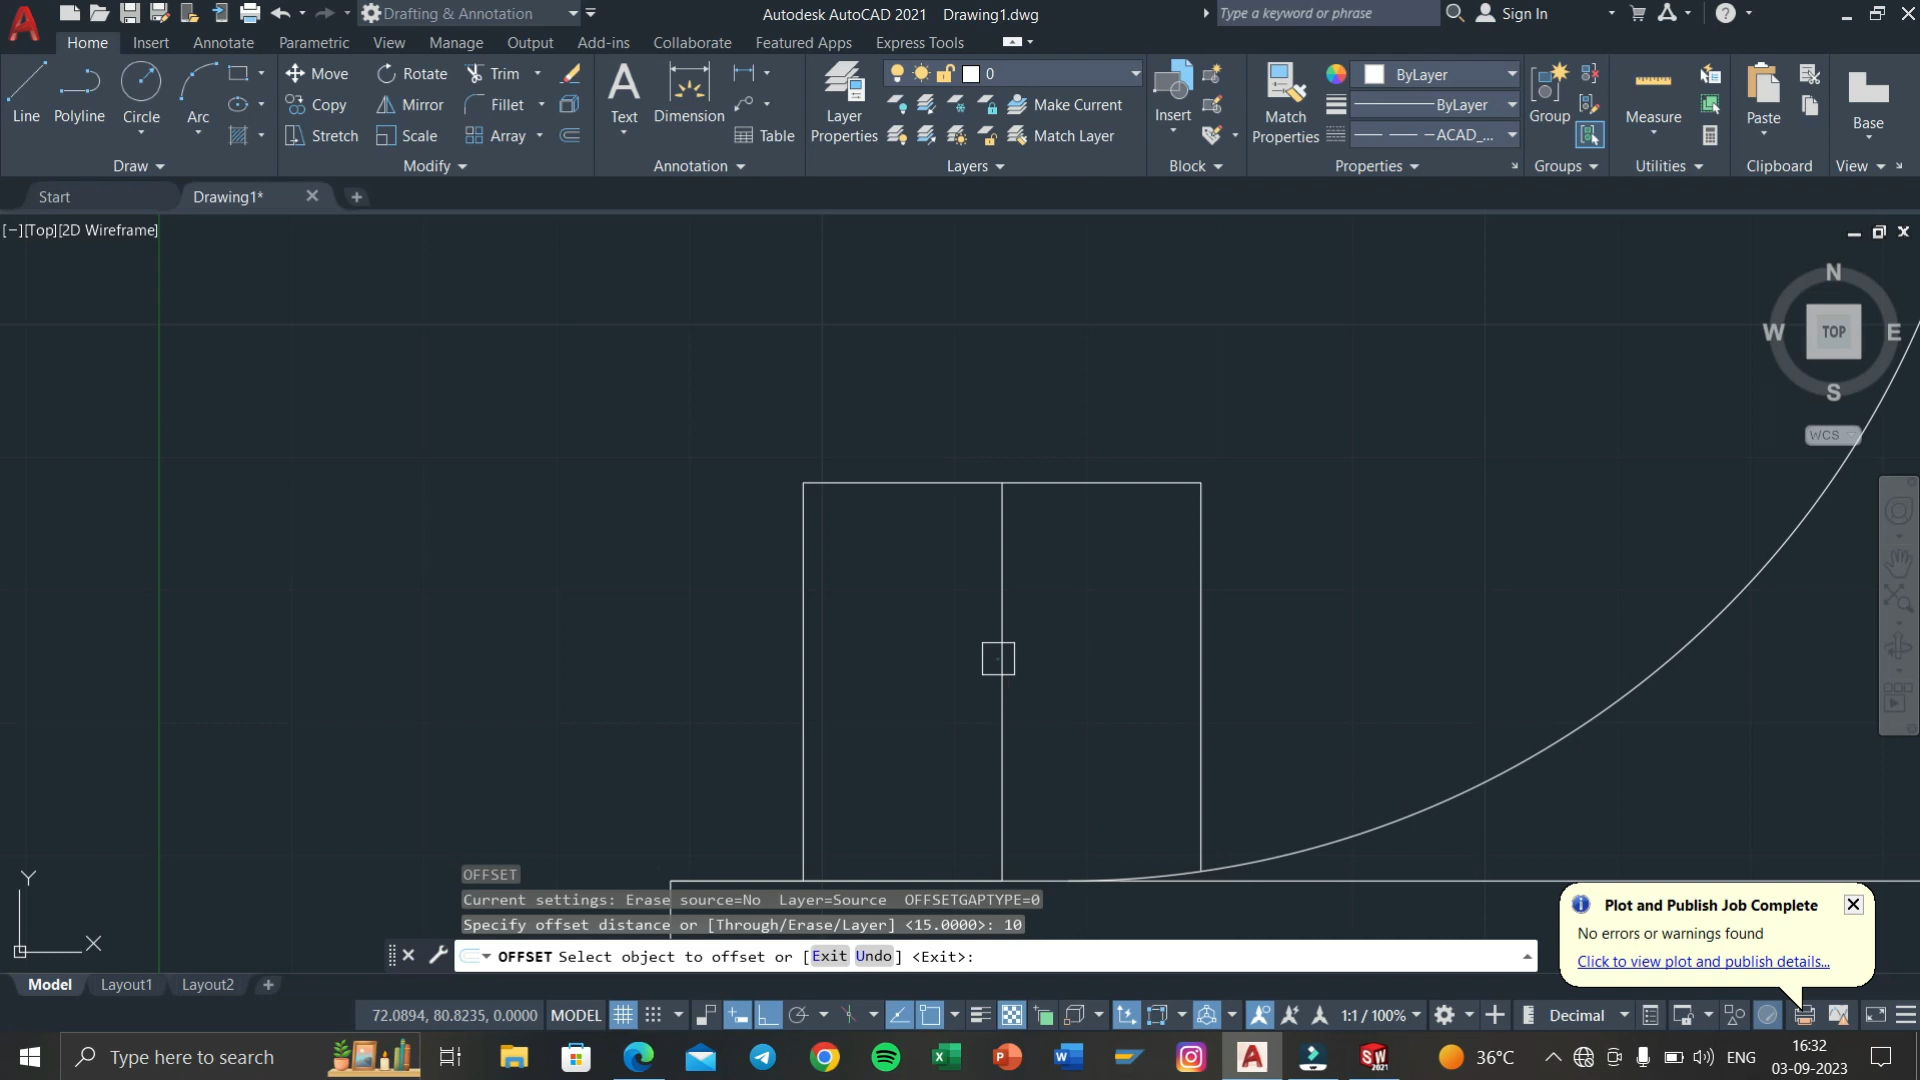 Drafting & Annotation
Autodesk AutoCAD 2021 Drawing1.dwg
Type a keyword or phrase
Sign In
Home Insert Annotate Parametric View Manage Output Add-ins Collaborate Featured Apps Express Tools
Line
Polyline
Circle
Arc
Draw
Move
Rotate
Trim
Copy
Mirror
Fillet
Stretch
Scale
Array
Modify
Text
Dimension
Table
Annotation
Layer
Properties
0
Make Current
Match Layer
Layers
Insert
Block
Match
Properties
ByLayer
ByLayer
ACAD_...
Properties
Group
Groups
Measure
Utilities
Paste
Clipboard
Base
View
Start
Drawing1*
[−][Top][2D Wireframe]
N
W
TOP
E
S
WCS
Y
X
OFFSET
Current settings: Erase source=No Layer=Source OFFSETGAPTYPE=0
Specify offset distance or [Through/Erase/Layer] <15.0000>: 10
OFFSET Select object to offset or [Exit Undo] <Exit>:
Plot and Publish Job Complete
No errors or warnings found
Click to view plot and publish details...
Model Layout1 Layout2
72.0894, 80.8235, 0.0000 MODEL
1:1 / 100%
Decimal
Type here to search
36°C
ENG
16:32
03-09-2023